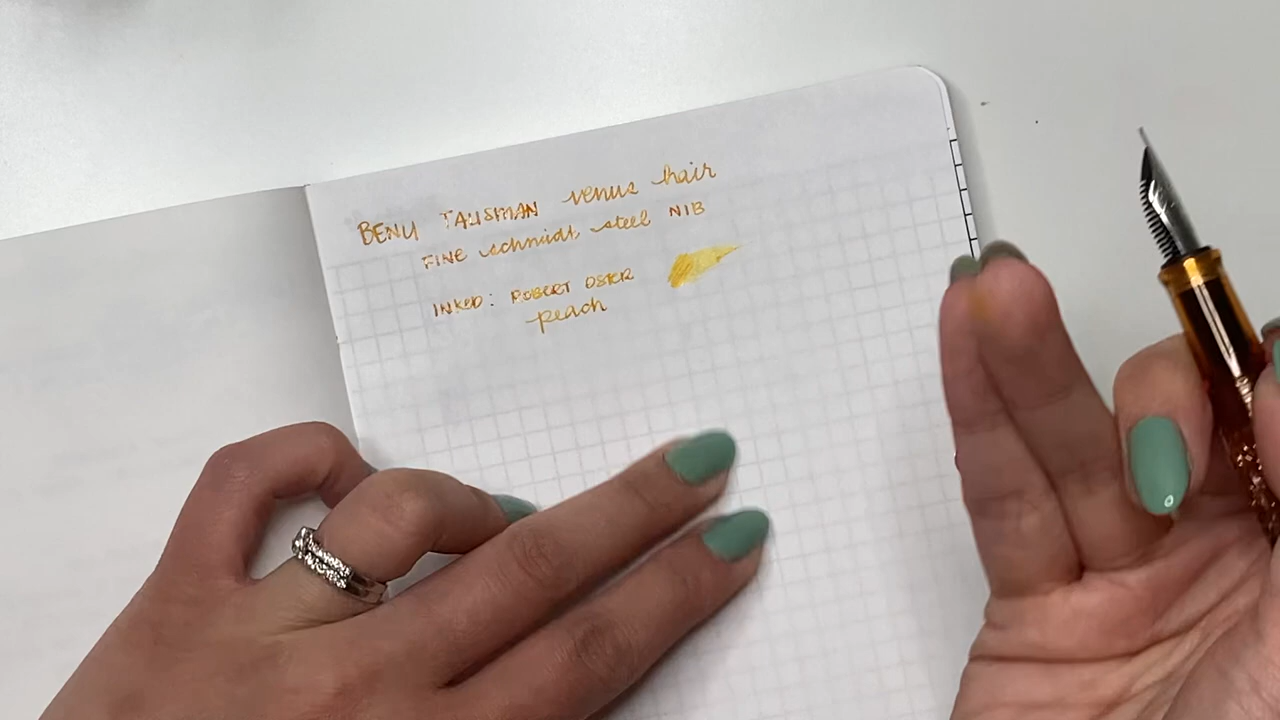 BENU TALISMAN venus hair
FINE schmidt steel NIB
INKED: ROBERT OSTER
peach